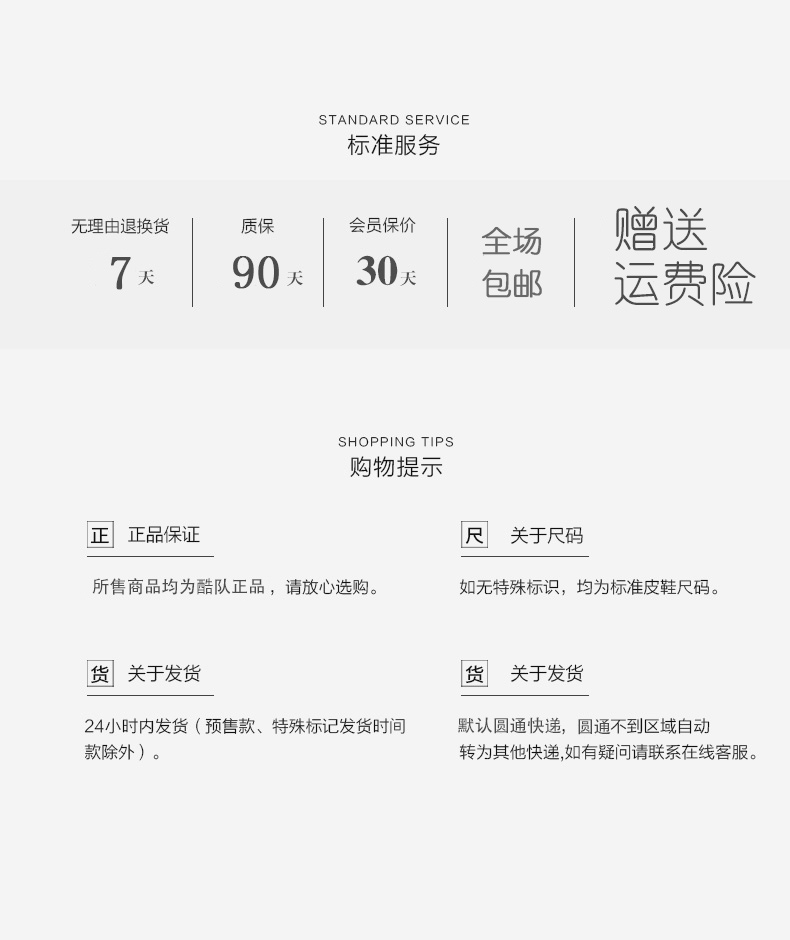 STANDARD SERVICE
标准服务
无理由退换货
7 天
质保
90 天
会员保价
30天
全场
包邮
赠送
运费险
SHOPPING TIPS
购物提示
正 正品保证
所售商品均为酷队正品，请放心选购。
尺 关于尺码
如无特殊标识，均为标准皮鞋尺码。
货 关于发货
24小时内发货（预售款、特殊标记发货时间
款除外）。
货 关于发货
默认圆通快递，圆通不到区域自动
转为其他快递,如有疑问请联系在线客服。